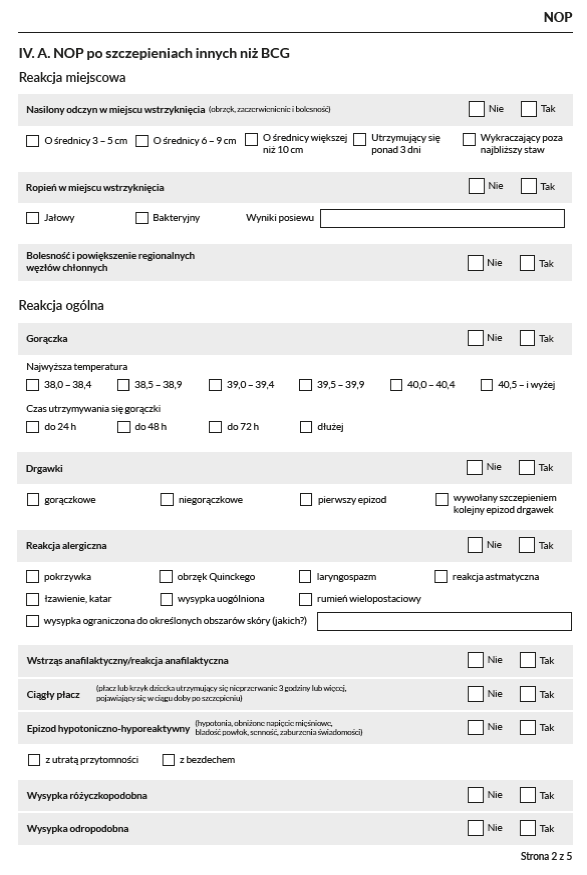 NOP
IV. A. NOP po szczepieniach innych niż BCG
Reakcja miejscowa
Nasilony odczyn w miejscu wstrzyknięcia (obrzęk, zaczerwienienie i bolesność) Nie Tak
O średnicy 3 – 5 cm O średnicy 6 – 9 cm O średnicy większej niż 10 cm Utrzymujący się ponad 3 dni Wykraczający poza najbliższy staw
Ropień w miejscu wstrzyknięcia Nie Tak
Jałowy Bakteryjny Wyniki posiewu
Bolesność i powiększenie regionalnych
węzłów chłonnych Nie Tak
Reakcja ogólna
Gorączka Nie Tak
Najwyższa temperatura
38,0 – 38,4 38,5 – 38,9 39,0 – 39,4 39,5 – 39,9 40,0 – 40,4 40,5 – i wyżej
Czas utrzymywania się gorączki
do 24 h do 48 h do 72 h dłużej
Drgawki Nie Tak
gorączkowe niegorączkowe pierwszy epizod wywołany szczepieniem
kolejny epizod drgawek
Reakcja alergiczna Nie Tak
pokrzywka obrzęk Quinckego laryngospazm reakcja astmatyczna
łzawienie, katar wysypka uogólniona rumień wielopostaciowy
wysypka ograniczona do określonych obszarów skóry (jakich?)
Wstrząs anafilaktyczny/reakcja anafilaktyczna Nie Tak
Ciągły płacz (płacz lub krzyk dziecka utrzymujący się nieprzerwanie 3 godziny lub więcej,
pojawiający się w ciągu doby po szczepieniu) Nie Tak
Epizod hypotoniczno-hyporeaktywny (hypotonia, obniżone napięcie mięśniowe,
bladość powłok, senność, zaburzenia świadomości) Nie Tak
z utratą przytomności z bezdechem
Wysypka różyczkopodobna Nie Tak
Wysypka odropodobna Nie Tak
Strona 2 z 5